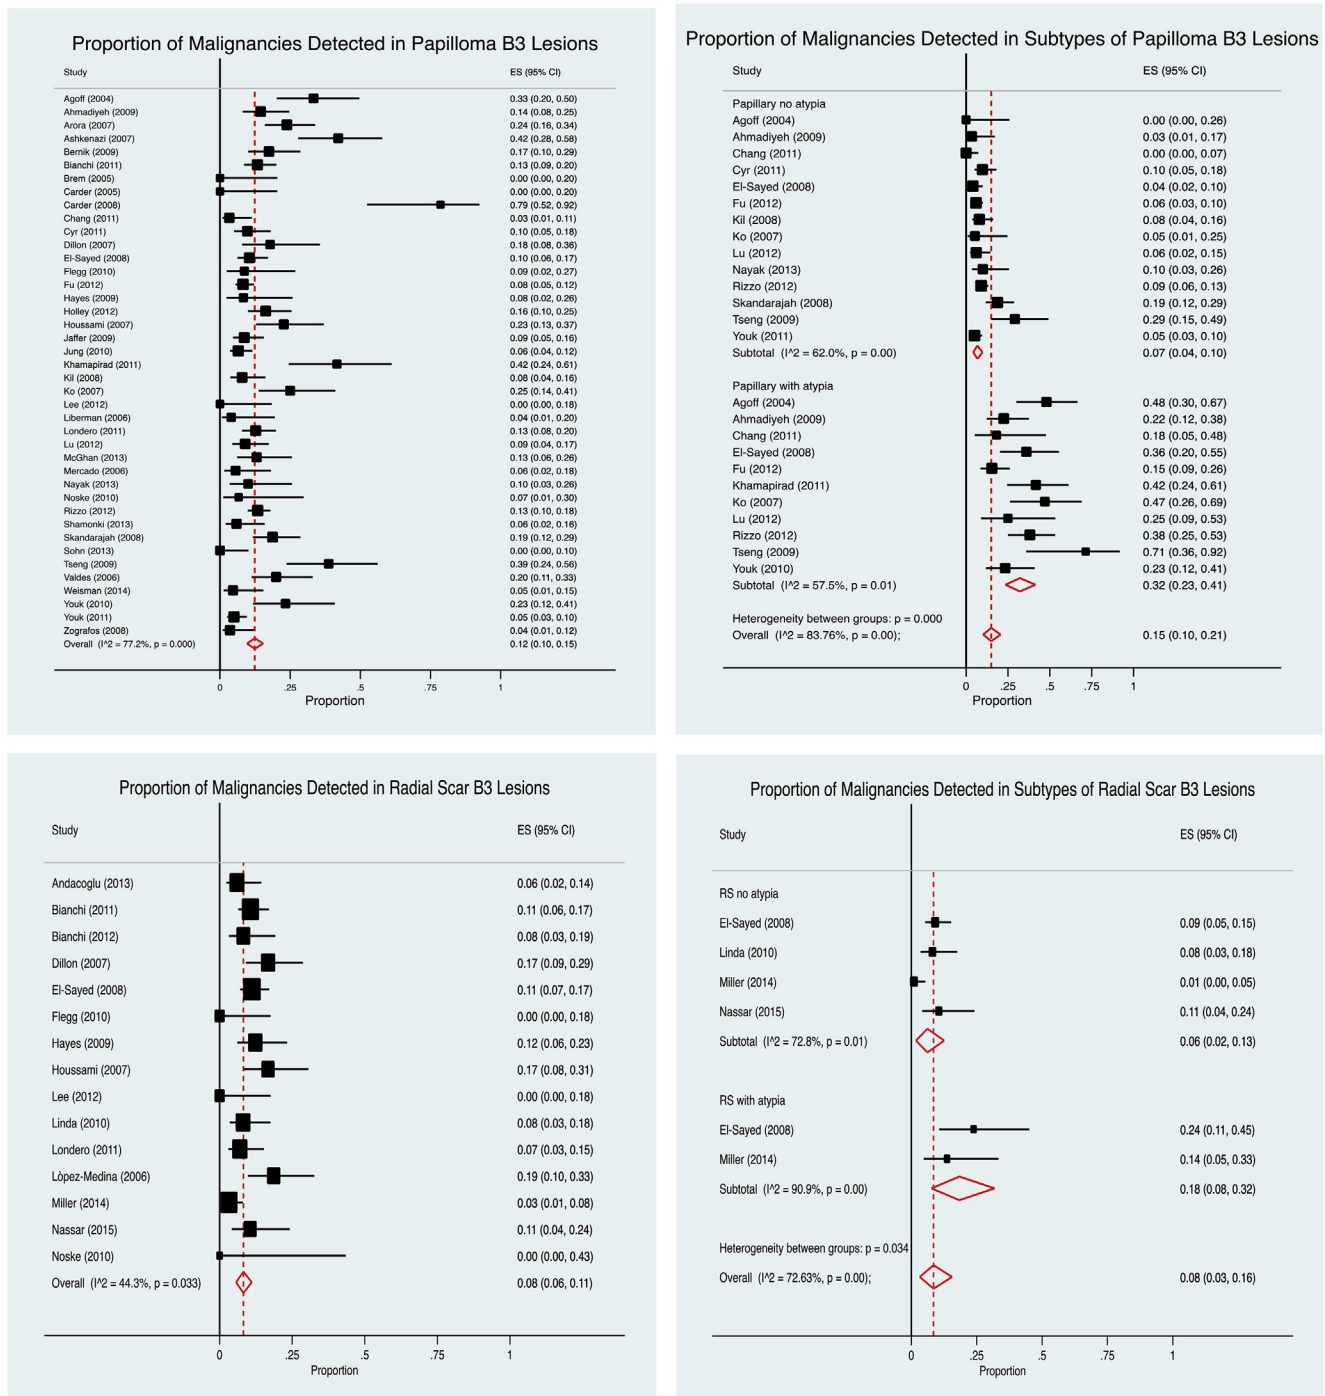 Proportion of Malignancies Detected in Papilloma B3 Lesions
Study ES (95% CI)
Agoff (2004) 0.33 (0.20, 0.50)
Ahmadiyeh (2009) 0.14 (0.08, 0.25)
Arora (2007) 0.24 (0.16, 0.34)
Ashkenazi (2007) 0.42 (0.28, 0.58)
Bernik (2009) 0.17 (0.10, 0.29)
Bianchi (2011) 0.13 (0.09, 0.20)
Brem (2005) 0.00 (0.00, 0.20)
Carder (2005) 0.00 (0.00, 0.20)
Carder (2008) 0.79 (0.52, 0.92)
Chang (2011) 0.03 (0.01, 0.11)
Cyr (2011) 0.10 (0.05, 0.18)
Dillon (2007) 0.18 (0.08, 0.36)
El-Sayed (2008) 0.10 (0.06, 0.17)
Flegg (2010) 0.09 (0.02, 0.27)
Fu (2012) 0.08 (0.05, 0.12)
Hayes (2009) 0.08 (0.02, 0.26)
Holley (2012) 0.16 (0.10, 0.25)
Houssami (2007) 0.23 (0.13, 0.37)
Jaffer (2009) 0.09 (0.05, 0.16)
Jung (2010) 0.06 (0.04, 0.12)
Khamapirad (2011) 0.42 (0.24, 0.61)
Kil (2008) 0.08 (0.04, 0.16)
Ko (2007) 0.25 (0.14, 0.41)
Lee (2012) 0.00 (0.00, 0.18)
Liberman (2006) 0.04 (0.01, 0.20)
Londero (2011) 0.13 (0.08, 0.20)
Lu (2012) 0.09 (0.04, 0.17)
McGhan (2013) 0.13 (0.06, 0.26)
Mercado (2006) 0.06 (0.02, 0.18)
Nayak (2013) 0.10 (0.03, 0.26)
Noske (2010) 0.07 (0.01, 0.30)
Rizzo (2012) 0.13 (0.10, 0.18)
Shamonki (2013) 0.06 (0.02, 0.16)
Skandarajah (2008) 0.19 (0.12, 0.29)
Sohn (2013) 0.00 (0.00, 0.10)
Tseng (2009) 0.39 (0.24, 0.56)
Valdes (2006) 0.20 (0.11, 0.33)
Weisman (2014) 0.05 (0.01, 0.15)
Youk (2010) 0.23 (0.12, 0.41)
Youk (2011) 0.05 (0.03, 0.10)
Zografos (2008) 0.04 (0.01, 0.12)
Overall (I^2 = 77.2%, p = 0.000) 0.12 (0.10, 0.15)
0 .25 .5 .75 1
Proportion
Proportion of Malignancies Detected in Subtypes of Papilloma B3 Lesions
Study ES (95% CI)
Papillary no atypia
Agoff (2004) 0.00 (0.00, 0.26)
Ahmadiyeh (2009) 0.03 (0.01, 0.17)
Chang (2011) 0.00 (0.00, 0.07)
Cyr (2011) 0.10 (0.05, 0.18)
El-Sayed (2008) 0.04 (0.02, 0.10)
Fu (2012) 0.06 (0.03, 0.10)
Kil (2008) 0.08 (0.04, 0.16)
Ko (2007) 0.05 (0.01, 0.25)
Lu (2012) 0.06 (0.02, 0.15)
Nayak (2013) 0.10 (0.03, 0.26)
Rizzo (2012) 0.09 (0.06, 0.13)
Skandarajah (2008) 0.19 (0.12, 0.29)
Tseng (2009) 0.29 (0.15, 0.49)
Youk (2011) 0.05 (0.03, 0.10)
Subtotal (I^2 = 62.0%, p = 0.00) 0.07 (0.04, 0.10)
Papillary with atypia
Agoff (2004) 0.48 (0.30, 0.67)
Ahmadiyeh (2009) 0.22 (0.12, 0.38)
Chang (2011) 0.18 (0.05, 0.48)
El-Sayed (2008) 0.36 (0.20, 0.55)
Fu (2012) 0.15 (0.09, 0.26)
Khamapirad (2011) 0.42 (0.24, 0.61)
Ko (2007) 0.47 (0.26, 0.69)
Lu (2012) 0.25 (0.09, 0.53)
Rizzo (2012) 0.38 (0.25, 0.53)
Tseng (2009) 0.71 (0.36, 0.92)
Youk (2010) 0.23 (0.12, 0.41)
Subtotal (I^2 = 57.5%, p = 0.01) 0.32 (0.23, 0.41)
Heterogeneity between groups: p = 0.000
Overall (I^2 = 83.76%, p = 0.00); 0.15 (0.10, 0.21)
0 .25 .5 .75 1
Proportion
Proportion of Malignancies Detected in Radial Scar B3 Lesions
Study ES (95% CI)
Andacoglu (2013) 0.06 (0.02, 0.14)
Bianchi (2011) 0.11 (0.06, 0.17)
Bianchi (2012) 0.08 (0.03, 0.19)
Dillon (2007) 0.17 (0.09, 0.29)
El-Sayed (2008) 0.11 (0.07, 0.17)
Flegg (2010) 0.00 (0.00, 0.18)
Hayes (2009) 0.12 (0.06, 0.23)
Houssami (2007) 0.17 (0.08, 0.31)
Lee (2012) 0.00 (0.00, 0.18)
Linda (2010) 0.08 (0.03, 0.18)
Londero (2011) 0.07 (0.03, 0.15)
Lòpez-Medina (2006) 0.19 (0.10, 0.33)
Miller (2014) 0.03 (0.01, 0.08)
Nassar (2015) 0.11 (0.04, 0.24)
Noske (2010) 0.00 (0.00, 0.43)
Overall (I^2 = 44.3%, p = 0.033) 0.08 (0.06, 0.11)
0 .25 .5 .75 1
Proportion
Proportion of Malignancies Detected in Subtypes of Radial Scar B3 Lesions
Study ES (95% CI)
RS no atypia
El-Sayed (2008) 0.09 (0.05, 0.15)
Linda (2010) 0.08 (0.03, 0.18)
Miller (2014) 0.01 (0.00, 0.05)
Nassar (2015) 0.11 (0.04, 0.24)
Subtotal (I^2 = 72.8%, p = 0.01) 0.06 (0.02, 0.13)
RS with atypia
El-Sayed (2008) 0.24 (0.11, 0.45)
Miller (2014) 0.14 (0.05, 0.33)
Subtotal (I^2 = 90.9%, p = 0.00) 0.18 (0.08, 0.32)
Heterogeneity between groups: p = 0.034
Overall (I^2 = 72.63%, p = 0.00); 0.08 (0.03, 0.16)
0 .25 .5 .75 1
Proportion